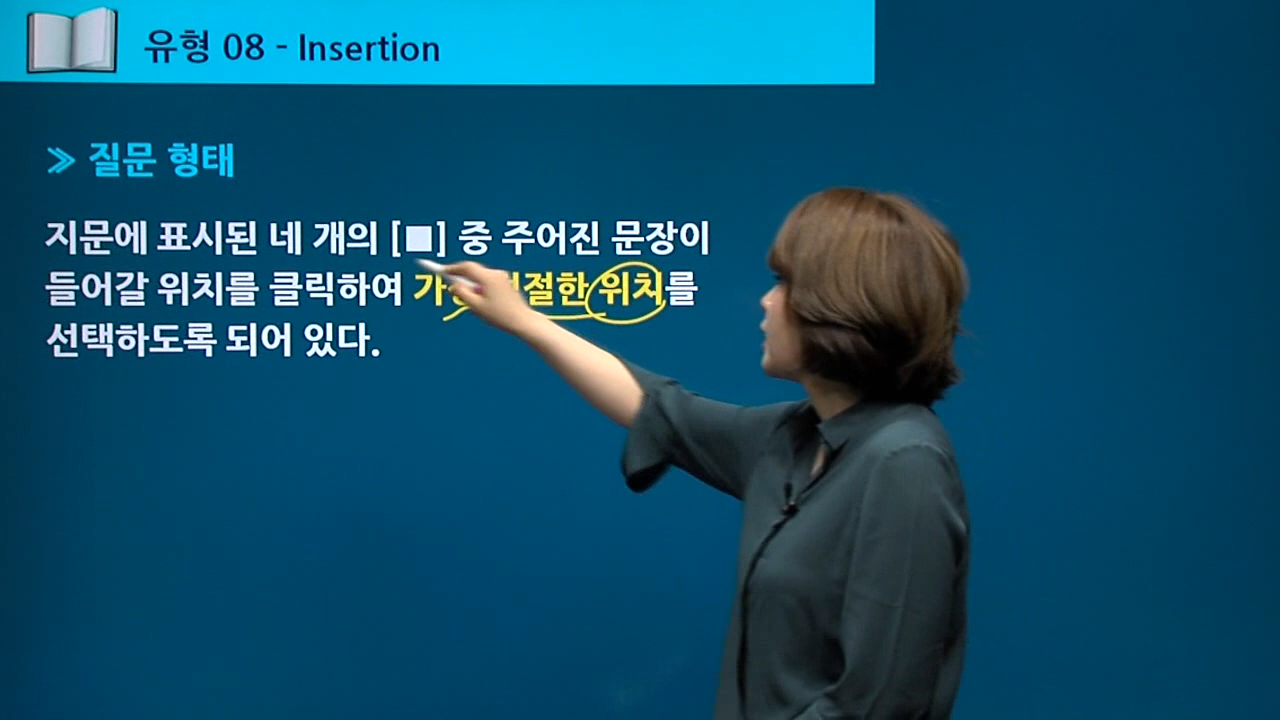 유형 08 - Insertion
≫ 질문 형태
지문에 표시된 네 개의 [■] 중 주어진 문장이
들어갈 위치를 클릭하여 위치를
선택하도록 되어 있다.